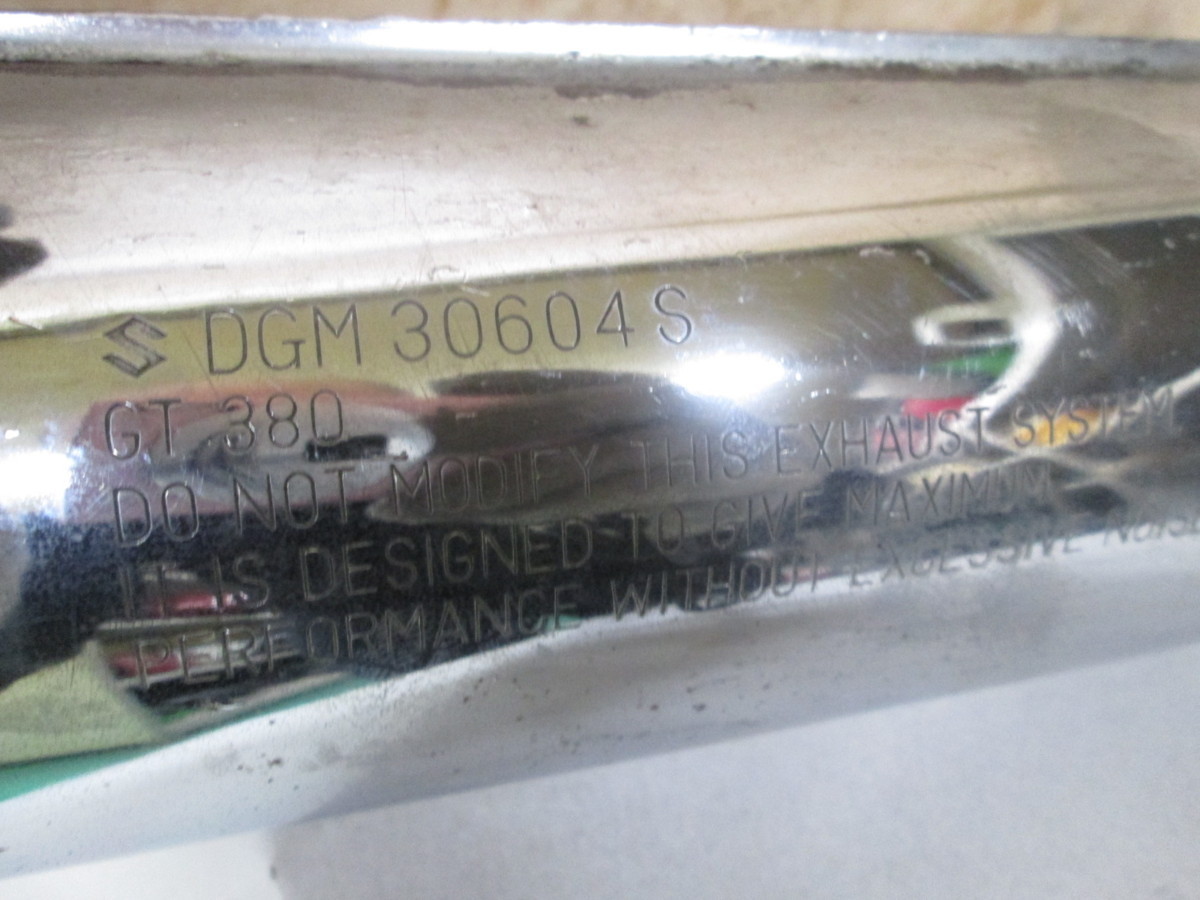 DGM 30604 S
GT 380
DO NOT MODIFY THIS EXHAUST SYSTEM
IT IS DESIGNED TO GIVE MAXIMUM
PERFORMANCE WITHOUT EXCESSIVE NOIS